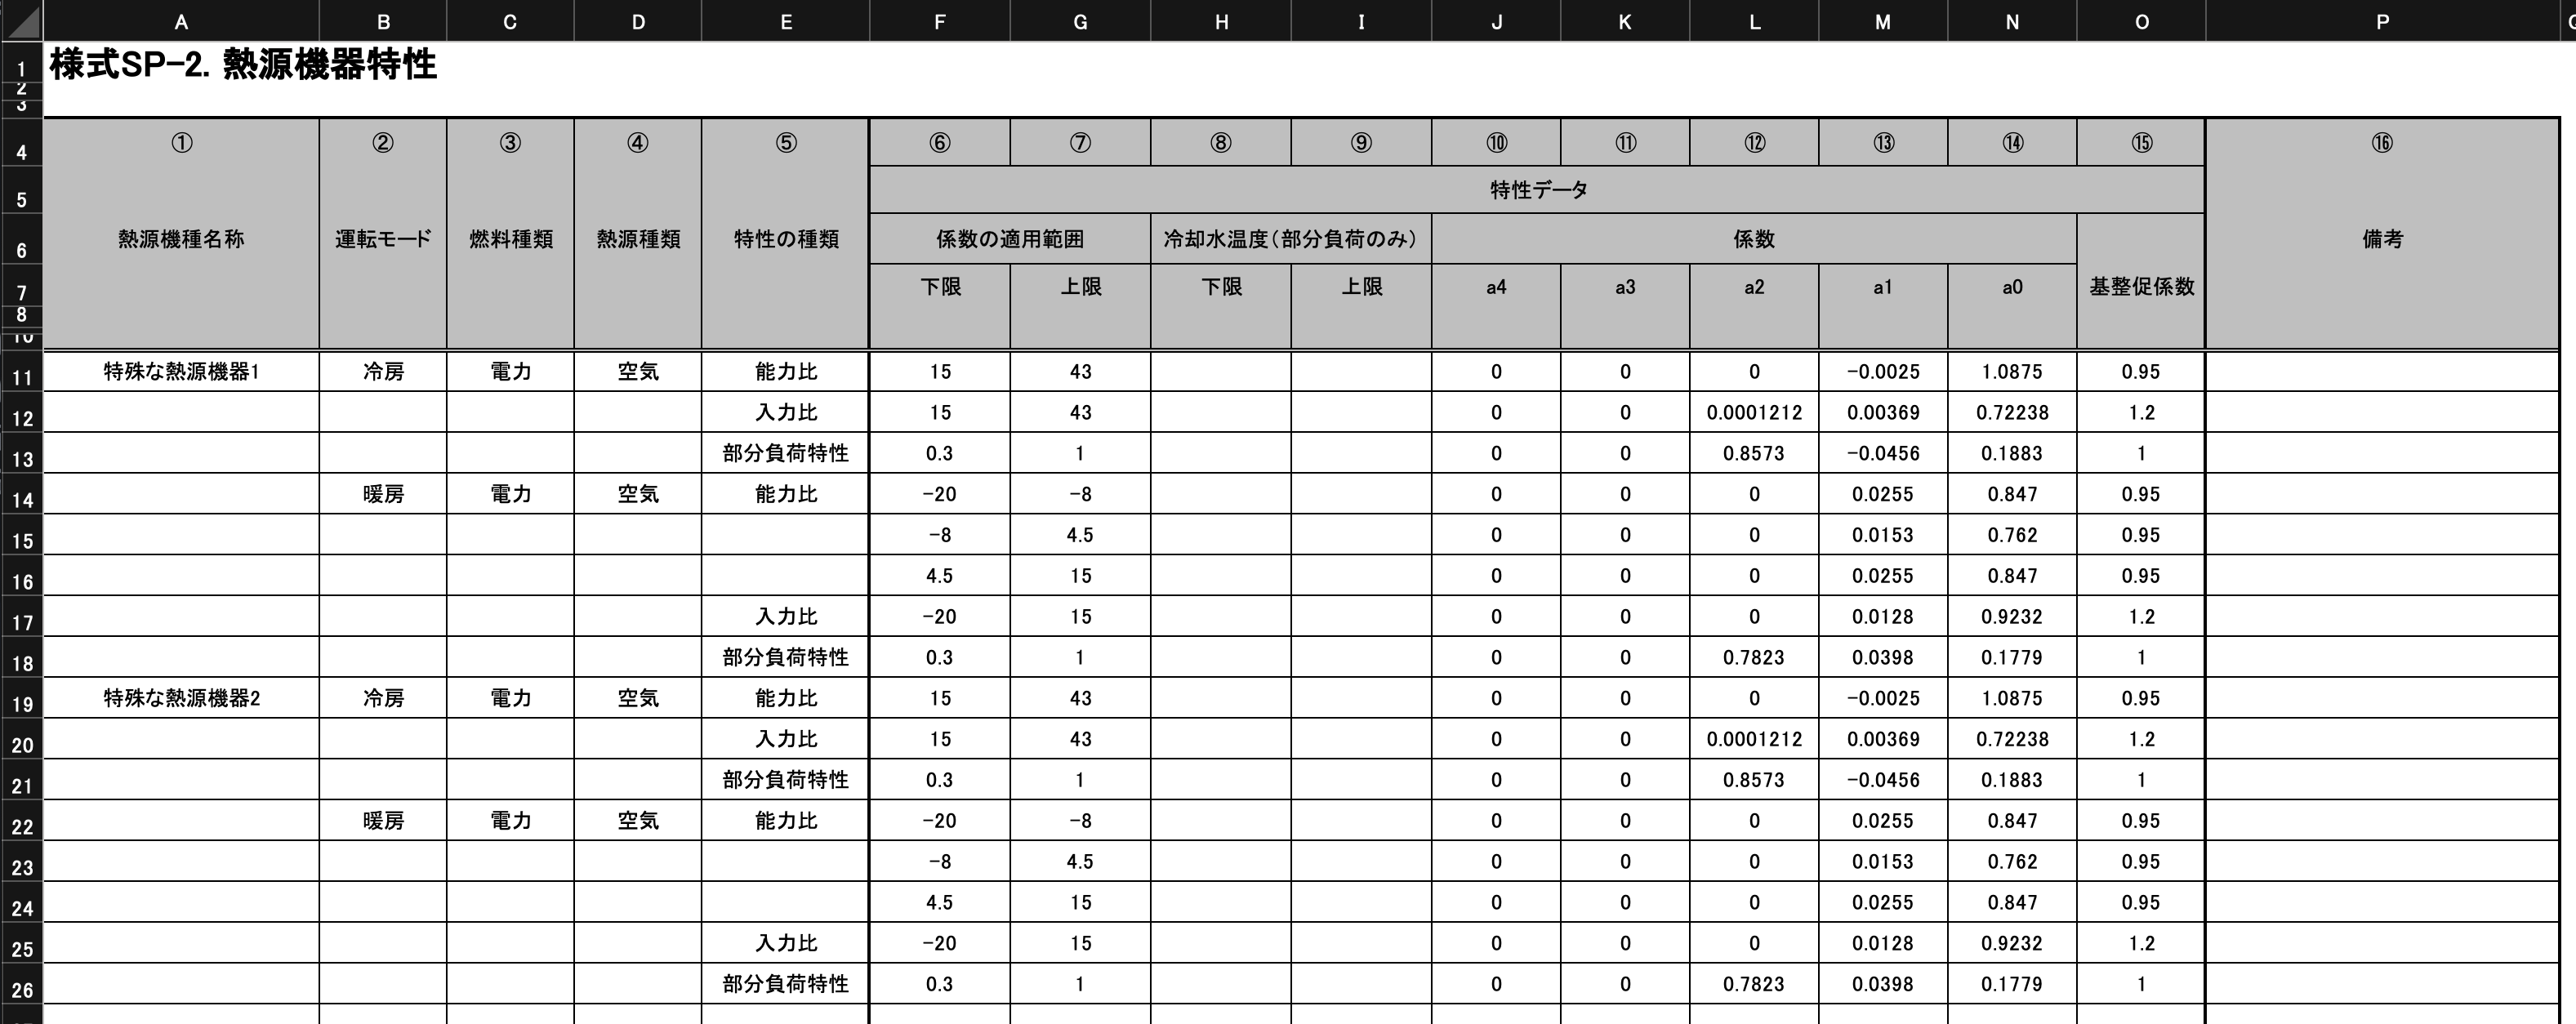 A B C D E F G H I J K L M N O P
1 様式SP-2. 熱源機器特性
2
3
4 ① ② ③ ④ ⑤ ⑥ ⑦ ⑧ ⑨ ⑩ ⑪ ⑫ ⑬ ⑭ ⑮ ⑯
5 特性データ
6 熱源機種名称 運転モード 燃料種類 熱源種類 特性の種類 係数の適用範囲 冷却水温度(部分負荷のみ) 係数 備考
7 下限 上限 下限 上限 a4 a3 a2 a1 a0 基整促係数
8
10
11 特殊な熱源機器1 冷房 電力 空気 能力比 15 43 0 0 0 -0.0025 1.0875 0.95
12 入力比 15 43 0 0 0.0001212 0.00369 0.72238 1.2
13 部分負荷特性 0.3 1 0 0 0.8573 -0.0456 0.1883 1
14 暖房 電力 空気 能力比 -20 -8 0 0 0 0.0255 0.847 0.95
15 -8 4.5 0 0 0 0.0153 0.762 0.95
16 4.5 15 0 0 0 0.0255 0.847 0.95
17 入力比 -20 15 0 0 0 0.0128 0.9232 1.2
18 部分負荷特性 0.3 1 0 0 0.7823 0.0398 0.1779 1
19 特殊な熱源機器2 冷房 電力 空気 能力比 15 43 0 0 0 -0.0025 1.0875 0.95
20 入力比 15 43 0 0 0.0001212 0.00369 0.72238 1.2
21 部分負荷特性 0.3 1 0 0 0.8573 -0.0456 0.1883 1
22 暖房 電力 空気 能力比 -20 -8 0 0 0 0.0255 0.847 0.95
23 -8 4.5 0 0 0 0.0153 0.762 0.95
24 4.5 15 0 0 0 0.0255 0.847 0.95
25 入力比 -20 15 0 0 0 0.0128 0.9232 1.2
26 部分負荷特性 0.3 1 0 0 0.7823 0.0398 0.1779 1